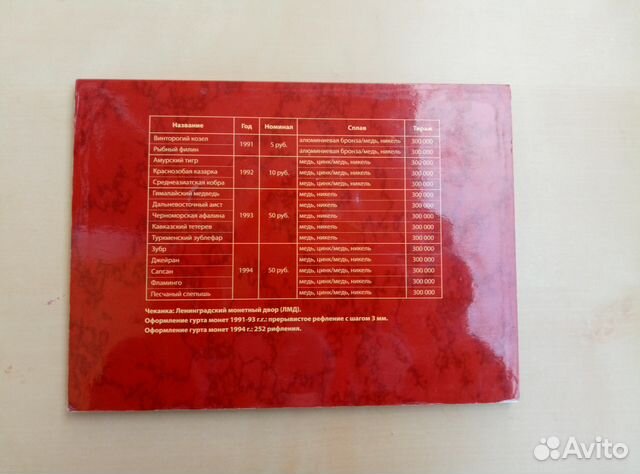 Название Год Номинал Сплав Тираж
Винторогий козел 1991 5 руб. алюминиевая бронза/медь, никель 300 000
Рыбный филин алюминиевая бронза/медь, никель 300 000
Амурский тигр 1992 10 руб. медь, цинк/медь, никель 300 000
Краснозобая казарка медь, цинк/медь, никель 300 000
Среднеазиатская кобра медь, цинк/медь, никель 300 000
Гималайский медведь 1993 50 руб. медь, никель 300 000
Дальневосточный аист медь, никель 300 000
Черноморская афалина медь, никель 300 000
Кавказский тетерев медь, никель 300 000
Туркменский эублефар медь, никель 300 000
Зубр 1994 50 руб. медь, цинк/медь, никель 300 000
Джейран медь, цинк/медь, никель 300 000
Сапсан медь, цинк/медь, никель 300 000
Фламинго медь, цинк/медь, никель 300 000
Песчаный слепыш медь, цинк/медь, никель 300 000
Чеканка: Ленинградский монетный двор (ЛМД).
Оформление гурта монет 1991-93 г.г.: прерывистое рефление с шагом 3 мм.
Оформление гурта монет 1994 г.: 252 рифления.
Avito